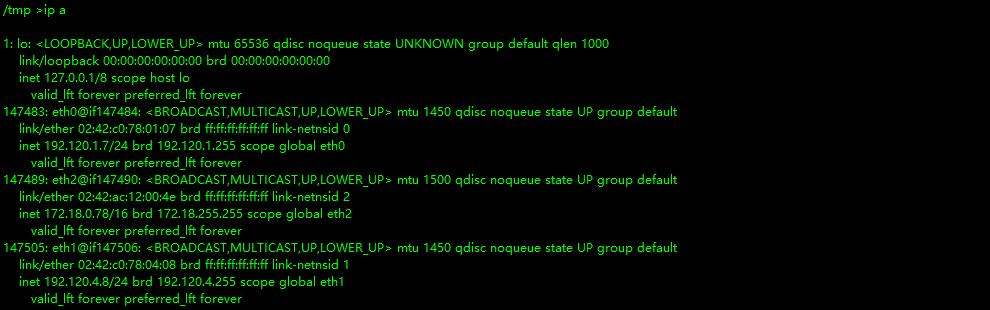 /tmp >ip a
1: lo: <LOOPBACK,UP,LOWER_UP> mtu 65536 qdisc noqueue state UNKNOWN group default qlen 1000
link/loopback 00:00:00:00:00:00 brd 00:00:00:00:00:00
inet 127.0.0.1/8 scope host lo
valid_lft forever preferred_lft forever
147483: eth0@if147484: <BROADCAST,MULTICAST,UP,LOWER_UP> mtu 1450 qdisc noqueue state UP group default
link/ether 02:42:c0:78:01:07 brd ff:ff:ff:ff:ff:ff link-netnsid 0
inet 192.120.1.7/24 brd 192.120.1.255 scope global eth0
valid_lft forever preferred_lft forever
147489: eth2@if147490: <BROADCAST,MULTICAST,UP,LOWER_UP> mtu 1500 qdisc noqueue state UP group default
link/ether 02:42:ac:12:00:4e brd ff:ff:ff:ff:ff:ff link-netnsid 2
inet 172.18.0.78/16 brd 172.18.255.255 scope global eth2
valid_lft forever preferred_lft forever
147505: eth1@if147506: <BROADCAST,MULTICAST,UP,LOWER_UP> mtu 1450 qdisc noqueue state UP group default
link/ether 02:42:c0:78:04:08 brd ff:ff:ff:ff:ff:ff link-netnsid 1
inet 192.120.4.8/24 brd 192.120.4.255 scope global eth1
valid_lft forever preferred_lft forever